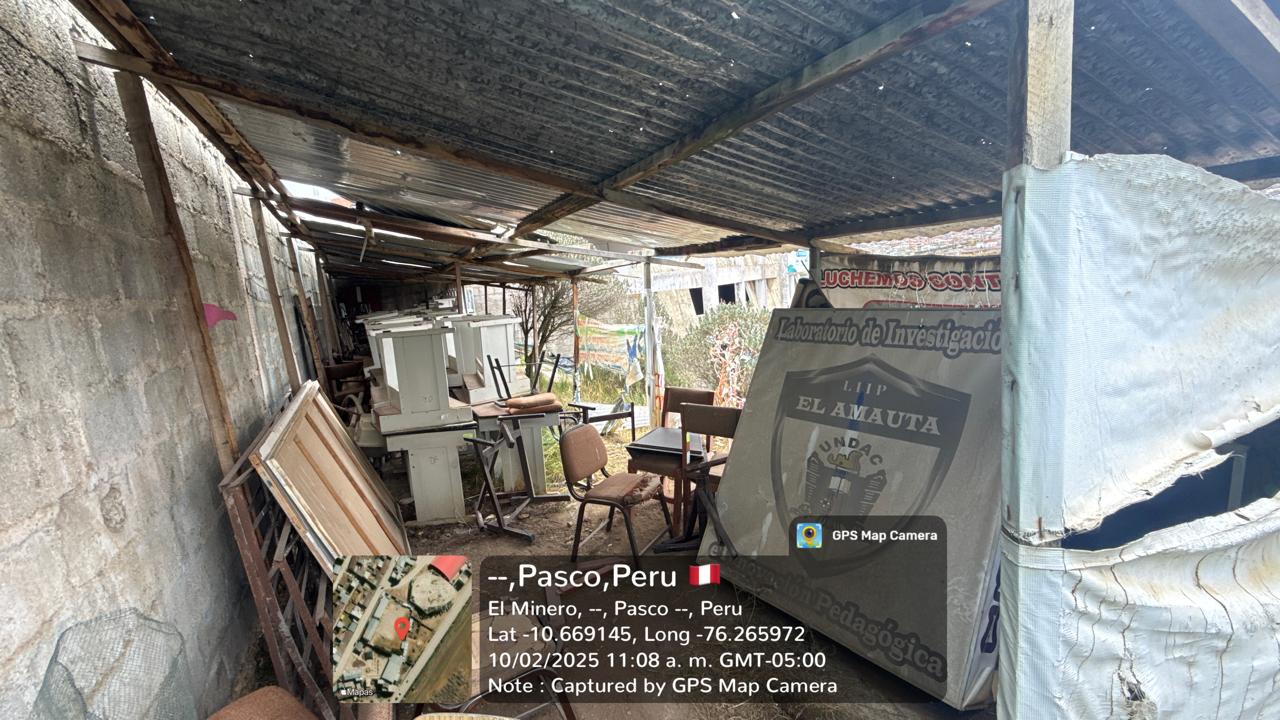 LUCHEMOS CONT
Laboratorio de Investigació
LIIP
EL AMAUTA
UNDAC
Pedagógica
GPS Map Camera
--,Pasco,Peru 🇵🇪
El Minero, --, Pasco --, Peru
Lat -10.669145, Long -76.265972
10/02/2025 11:08 a. m. GMT-05:00
Note : Captured by GPS Map Camera
Mapas